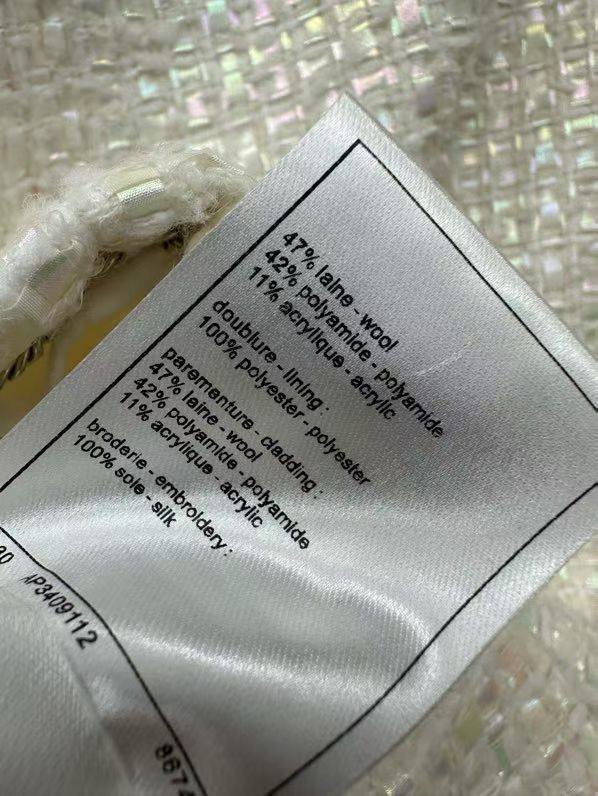 47% laine - wool
42% polyamide - polyamide
11% acrylique - acrylic
doublure - lining :
100% polyester - polyester
parementure - cladding :
47% laine - wool
42% polyamide - polyamide
11% acrylique - acrylic
broderie - embroidery :
100% soie - silk
AP3409112